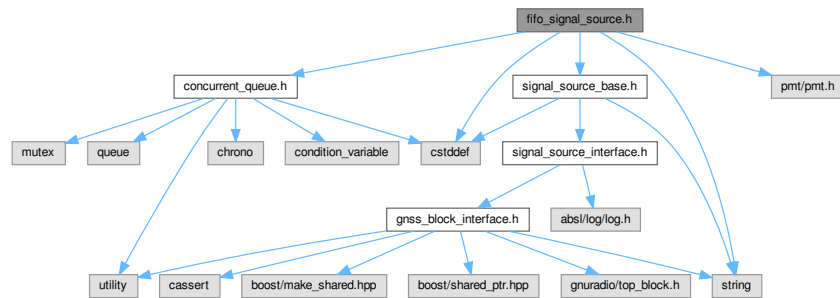 fifo_signal_source.h
concurrent_queue.h
signal_source_base.h
pmt/pmt.h
mutex
queue
chrono
condition_variable
cstddef
signal_source_interface.h
gnss_block_interface.h
absl/log/log.h
utility
cassert
boost/make_shared.hpp
boost/shared_ptr.hpp
gnuradio/top_block.h
string